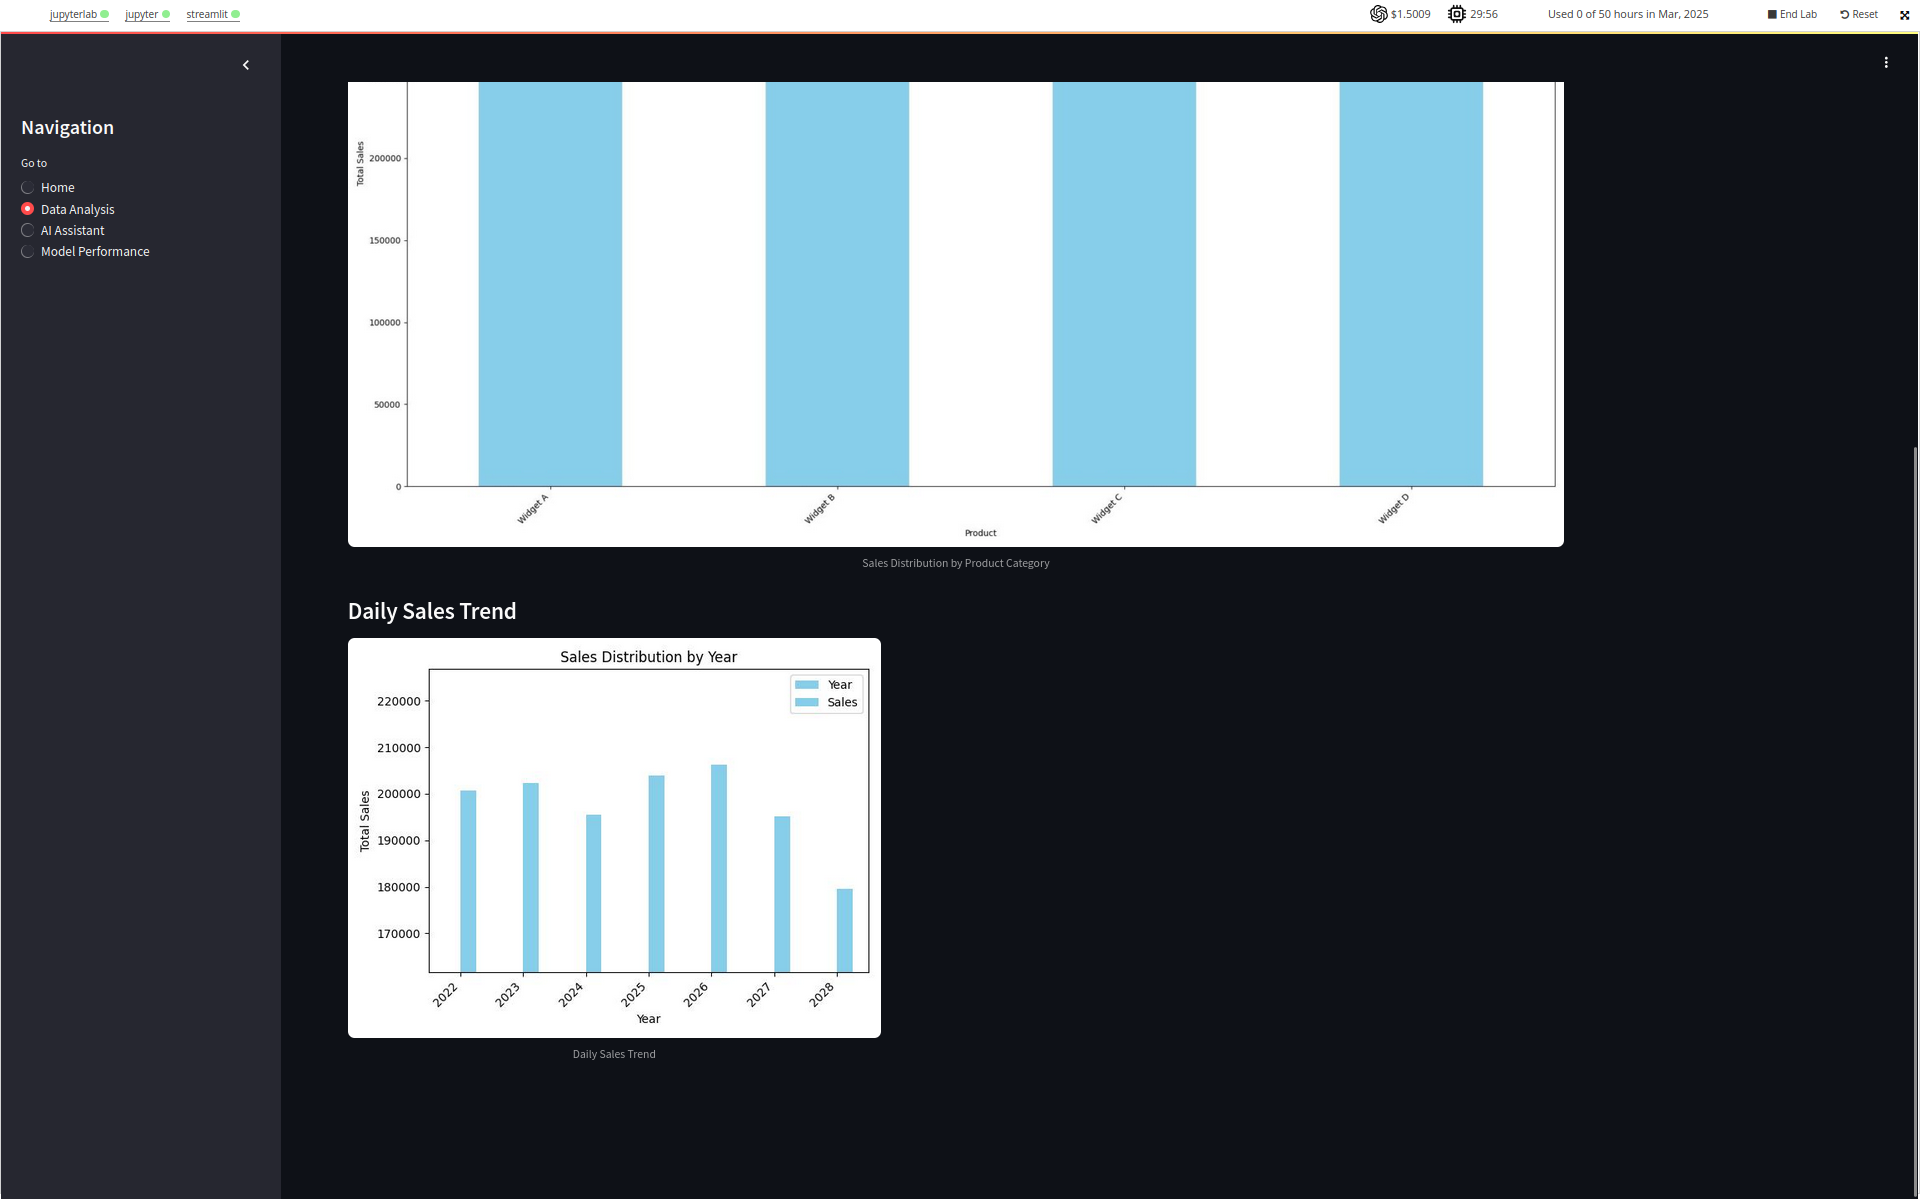 jupyterlab jupyter streamlit $1.5009 29:56 Used 0 of 50 hours in Mar, 2025 End Lab Reset
Navigation
Go to
Home
Data Analysis
AI Assistant
Model Performance
Total Sales
200000
150000
100000
50000
0
Widget A Widget B Widget C Widget D
Product
Sales Distribution by Product Category
Daily Sales Trend
Sales Distribution by Year
Year
Sales
Total Sales
220000
210000
200000
190000
180000
170000
2022 2023 2024 2025 2026 2027 2028
Year
Daily Sales Trend